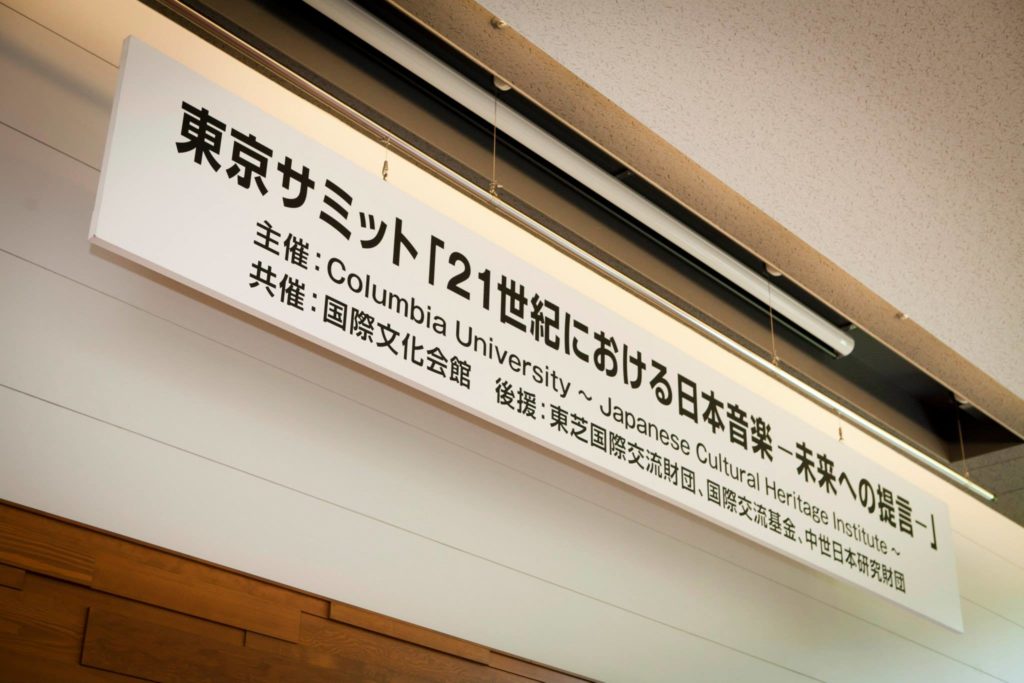 東京サミット「21世紀における日本音楽－未来への提言－」
主催：Columbia University ～ Japanese Cultural Heritage Institute ～
共催：国際文化会館　後援：東芝国際交流財団、国際交流基金、中世日本研究財団